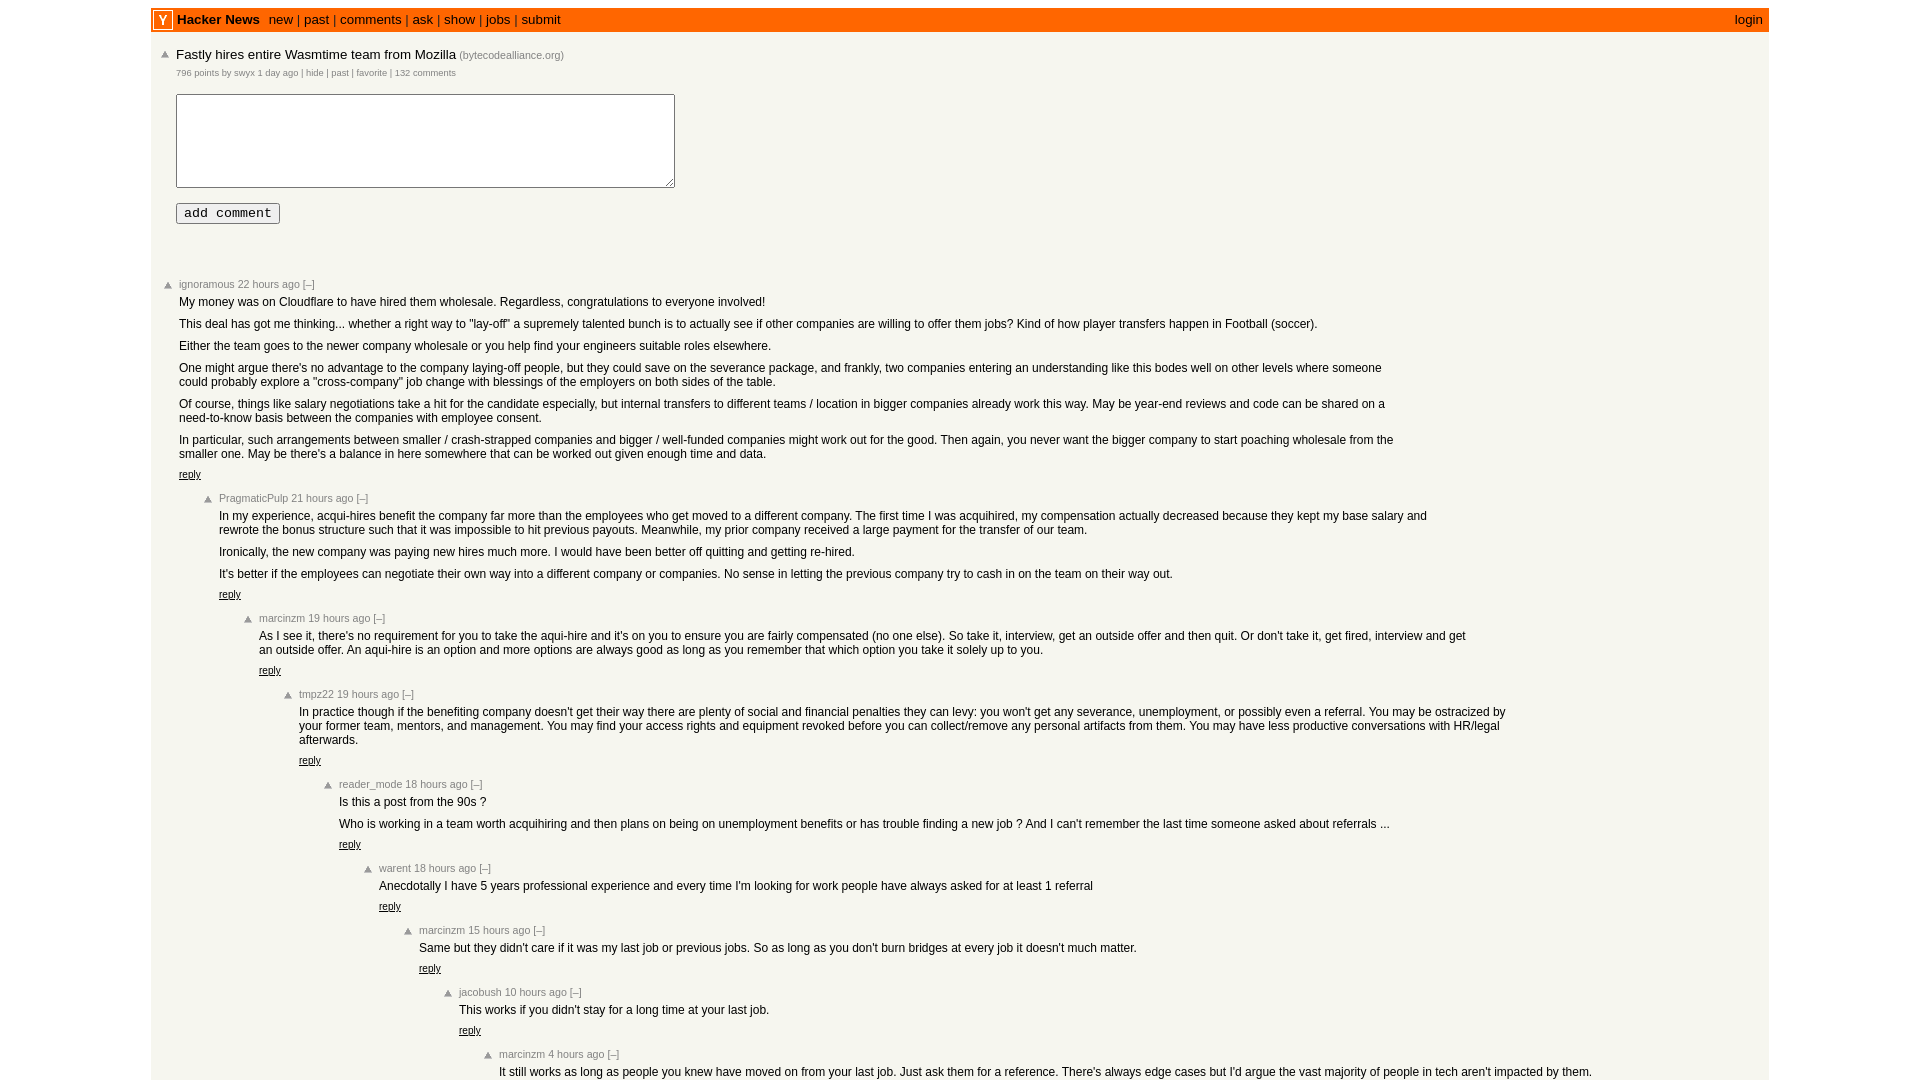 Y Hacker News new | past | comments | ask | show | jobs | submit login
Fastly hires entire Wasmtime team from Mozilla (bytecodealliance.org)
796 points by swyx 1 day ago | hide | past | favorite | 132 comments
add comment
ignoramous 22 hours ago [–]
My money was on Cloudflare to have hired them wholesale. Regardless, congratulations to everyone involved!
This deal has got me thinking... whether a right way to "lay-off" a supremely talented bunch is to actually see if other companies are willing to offer them jobs? Kind of how player transfers happen in Football (soccer).
Either the team goes to the newer company wholesale or you help find your engineers suitable roles elsewhere.
One might argue there's no advantage to the company laying-off people, but they could save on the severance package, and frankly, two companies entering an understanding like this bodes well on other levels where someone
could probably explore a "cross-company" job change with blessings of the employers on both sides of the table.
Of course, things like salary negotiations take a hit for the candidate especially, but internal transfers to different teams / location in bigger companies already work this way. May be year-end reviews and code can be shared on a
need-to-know basis between the companies with employee consent.
In particular, such arrangements between smaller / crash-strapped companies and bigger / well-funded companies might work out for the good. Then again, you never want the bigger company to start poaching wholesale from the
smaller one. May be there's a balance in here somewhere that can be worked out given enough time and data.
reply
PragmaticPulp 21 hours ago [–]
In my experience, acqui-hires benefit the company far more than the employees who get moved to a different company. The first time I was acquihired, my compensation actually decreased because they kept my base salary and
rewrote the bonus structure such that it was impossible to hit previous payouts. Meanwhile, my prior company received a large payment for the transfer of our team.
Ironically, the new company was paying new hires much more. I would have been better off quitting and getting re-hired.
It's better if the employees can negotiate their own way into a different company or companies. No sense in letting the previous company try to cash in on the team on their way out.
reply
marcinzm 19 hours ago [–]
As I see it, there's no requirement for you to take the aqui-hire and it's on you to ensure you are fairly compensated (no one else). So take it, interview, get an outside offer and then quit. Or don't take it, get fired, interview and get
an outside offer. An aqui-hire is an option and more options are always good as long as you remember that which option you take it solely up to you.
reply
tmpz22 19 hours ago [–]
In practice though if the benefiting company doesn't get their way there are plenty of social and financial penalties they can levy: you won't get any severance, unemployment, or possibly even a referral. You may be ostracized by
your former team, mentors, and management. You may find your access rights and equipment revoked before you can collect/remove any personal artifacts from them. You may have less productive conversations with HR/legal
afterwards.
reply
reader_mode 18 hours ago [–]
Is this a post from the 90s ?
Who is working in a team worth acquihiring and then plans on being on unemployment benefits or has trouble finding a new job ? And I can't remember the last time someone asked about referrals ...
reply
warent 18 hours ago [–]
Anecdotally I have 5 years professional experience and every time I'm looking for work people have always asked for at least 1 referral
reply
marcinzm 15 hours ago [–]
Same but they didn't care if it was my last job or previous jobs. So as long as you don't burn bridges at every job it doesn't much matter.
reply
jacobush 10 hours ago [–]
This works if you didn't stay for a long time at your last job.
reply
marcinzm 4 hours ago [–]
It still works as long as people you knew have moved on from your last job. Just ask them for a reference. There's always edge cases but I'd argue the vast majority of people in tech aren't impacted by them.